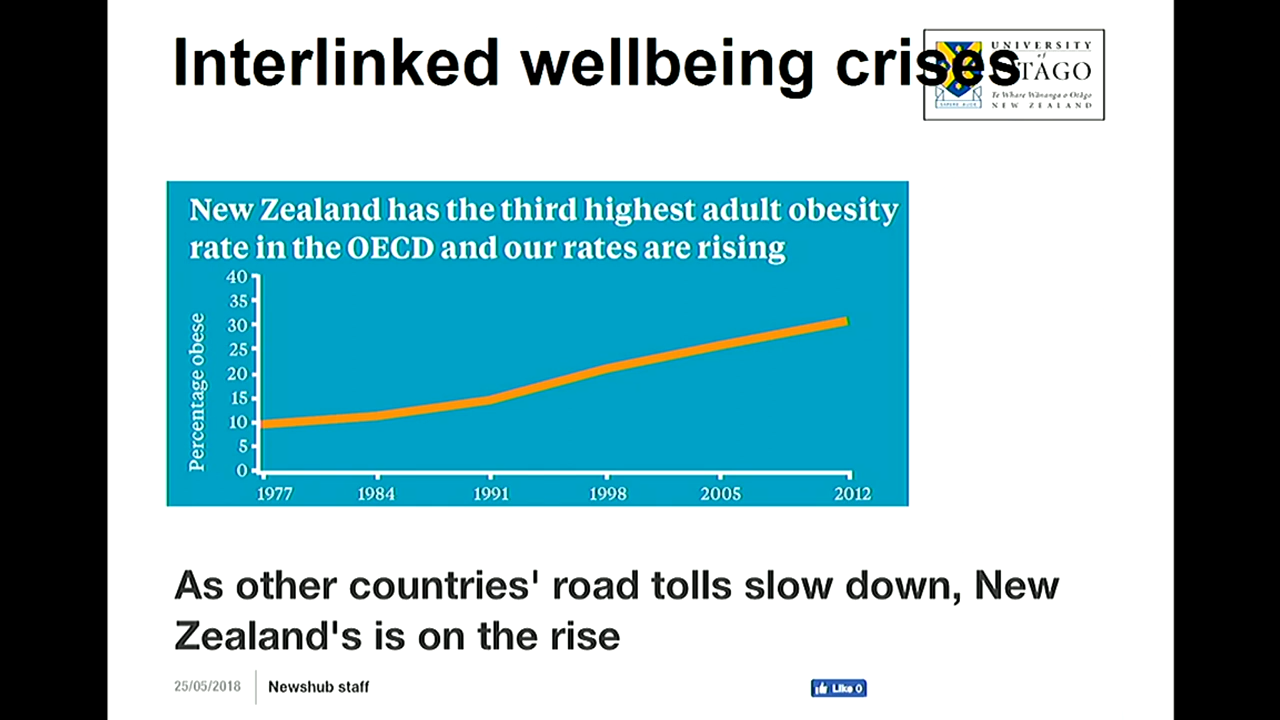 Interlinked wellbeing crises
UNIVERSITY
of
OTAGO
Te Whare Wānanga o Otāgo
NEW ZEALAND
SAPERE AUDE
New Zealand has the third highest adult obesity
rate in the OECD and our rates are rising
Percentage obese
40
35
30
25
20
15
10
5
0
1977 1984 1991 1998 2005 2012
As other countries' road tolls slow down, New
Zealand's is on the rise
25/05/2018 Newshub staff Like 0